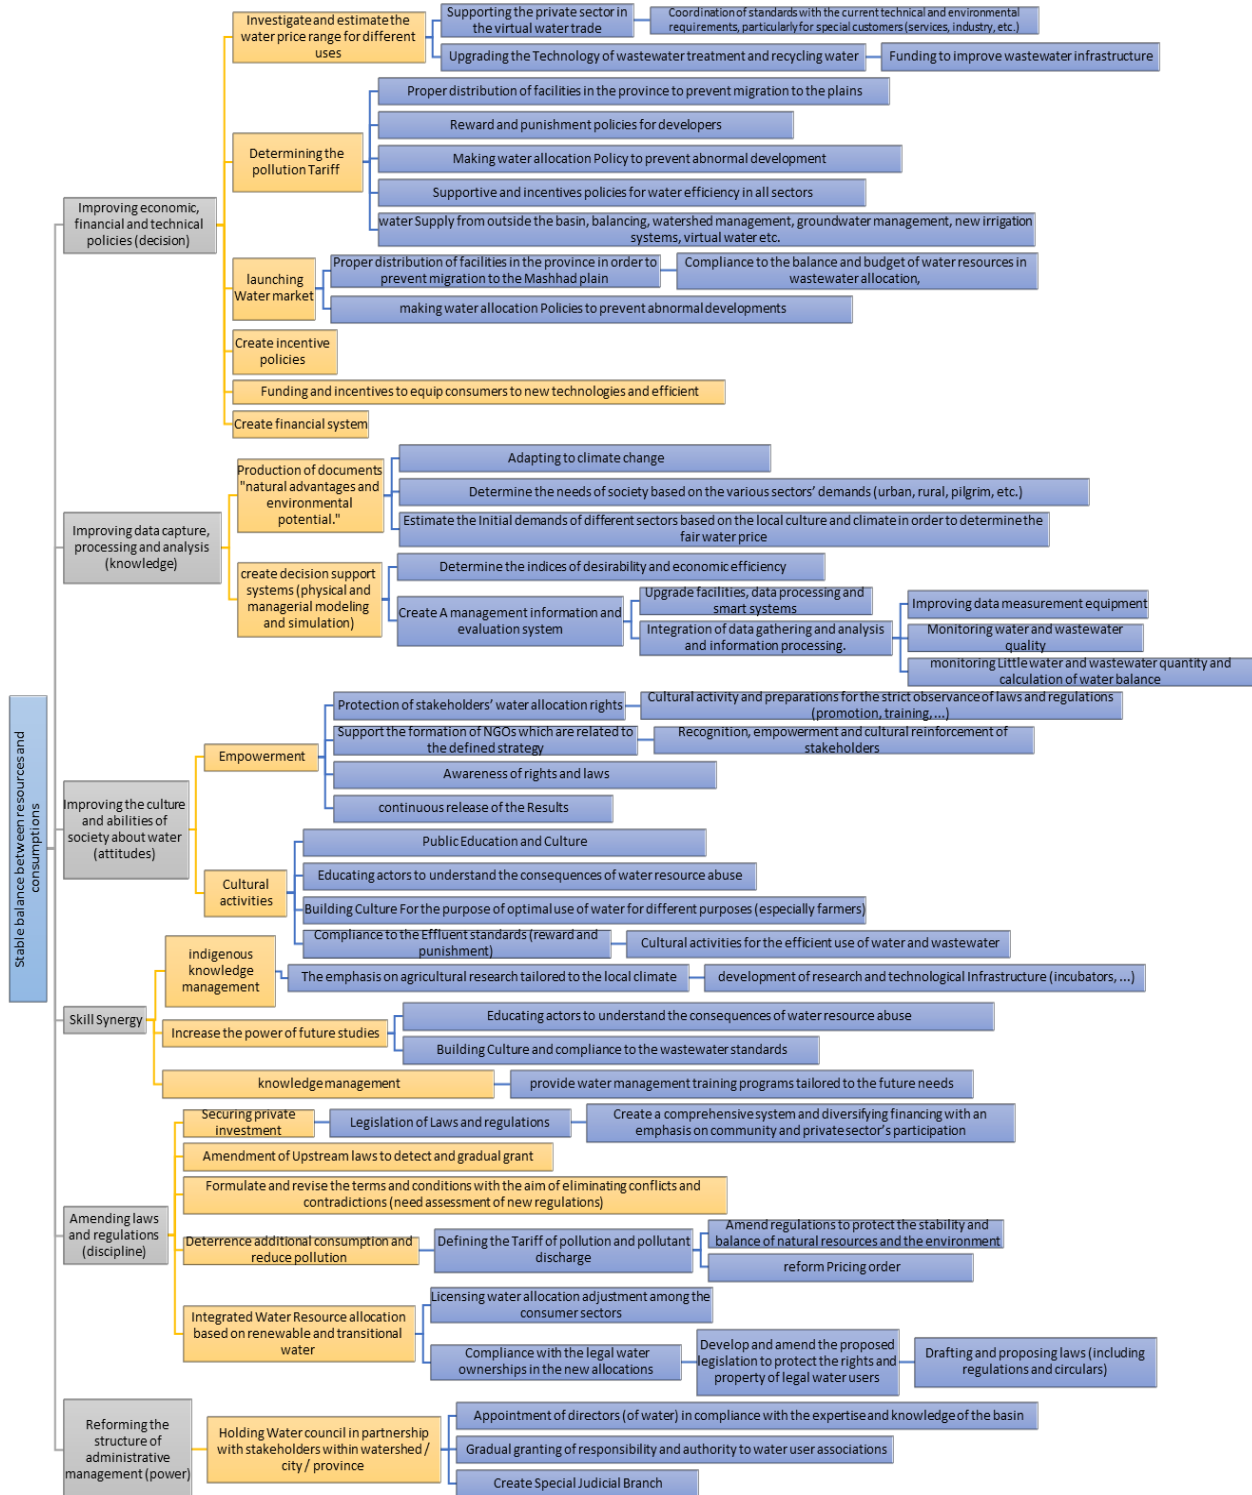 Stable balance between resources and
consumptions
Improving economic,
financial and technical
policies (decision)
Investigate and estimate the
water price range for different
uses
Supporting the private sector in
the virtual water trade
Coordination of standards with the current technical and environmental
requirements, particularly for special customers (services, industry, etc.)
Upgrading the Technology of wastewater treatment and recycling water
Funding to improve wastewater infrastructure
Determining the
pollution Tariff
Proper distribution of facilities in the province to prevent migration to the plains
Reward and punishment policies for developers
Making water allocation Policy to prevent abnormal development
Supportive and incentives policies for water efficiency in all sectors
water Supply from outside the basin, balancing, watershed management, groundwater management, new irrigation
systems, virtual water etc.
launching
Water market
Proper distribution of facilities in the province in order to
prevent migration to the Mashhad plain
Compliance to the balance and budget of water resources in
wastewater allocation,
making water allocation Policies to prevent abnormal developments
Create incentive
policies
Funding and incentives to equip consumers to new technologies and efficient
Create financial system
Improving data capture,
processing and analysis
(knowledge)
Production of documents
"natural advantages and
environmental
potential."
Adapting to climate change
Determine the needs of society based on the various sectors’ demands (urban, rural, pilgrim, etc.)
Estimate the Initial demands of different sectors based on the local culture and climate in order to determine the
fair water price
create decision support
systems (physical and
managerial modeling
and simulation)
Determine the indices of desirability and economic efficiency
Create A management information and
evaluation system
Upgrade facilities, data processing and
smart systems
Integration of data gathering and analysis
and information processing.
Improving data measurement equipment
Monitoring water and wastewater
quality
monitoring Little water and wastewater quantity and
calculation of water balance
Improving the culture
and abilities of
society about water
(attitudes)
Empowerment
Protection of stakeholders’ water allocation rights
Cultural activity and preparations for the strict observance of laws and regulations
(promotion, training, ...)
Support the formation of NGOs which are related to
the defined strategy
Recognition, empowerment and cultural reinforcement of
stakeholders
Awareness of rights and laws
continuous release of the Results
Cultural
activities
Public Education and Culture
Educating actors to understand the consequences of water resource abuse
Building Culture For the purpose of optimal use of water for different purposes (especially farmers)
Compliance to the Effluent standards (reward and
punishment)
Cultural activities for the efficient use of water and wastewater
Skill Synergy
indigenous
knowledge
management
The emphasis on agricultural research tailored to the local climate
development of research and technological Infrastructure (incubators, ...)
Increase the power of future studies
Educating actors to understand the consequences of water resource abuse
Building Culture and compliance to the wastewater standards
knowledge management
provide water management training programs tailored to the future needs
Amending laws
and regulations
(discipline)
Securing private
investment
Legislation of Laws and regulations
Create a comprehensive system and diversifying financing with an
emphasis on community and private sector’s participation
Amendment of Upstream laws to detect and gradual grant
Formulate and revise the terms and conditions with the aim of eliminating conflicts and
contradictions (need assessment of new regulations)
Deterrence additional consumption and
reduce pollution
Defining the Tariff of pollution and pollutant
discharge
Amend regulations to protect the stability and
balance of natural resources and the environment
reform Pricing order
Integrated Water Resource allocation
based on renewable and transitional
water
Licensing water allocation adjustment among the
consumer sectors
Compliance with the legal water
ownerships in the new allocations
Develop and amend the proposed
legislation to protect the rights and
property of legal water users
Drafting and proposing laws (including
regulations and circulars)
Reforming the
structure of
administrative
management (power)
Holding Water council in partnership
with stakeholders within watershed /
city / province
Appointment of directors (of water) in compliance with the expertise and knowledge of the basin
Gradual granting of responsibility and authority to water user associations
Create Special Judicial Branch